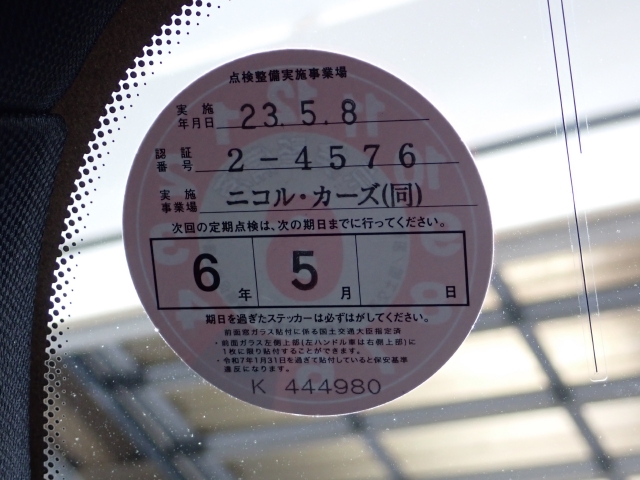 点検整備実施事業場
実施年月日 23.5.8
認証番号 2-4576
実施事業場 ニコル・カーズ(同)
次回の定期点検は、次の期日までに行ってください。
6年 5月 日
期日を過ぎたステッカーは必ずはがしてください。
前面窓ガラス貼付に係る国土交通大臣指定済
・前面ガラス左側上部(左ハンドル車は右側上部)に
1枚に限り貼付することができます。
・令和7年1月31日を過ぎて貼付していると保安基準
違反になります。
K 444980